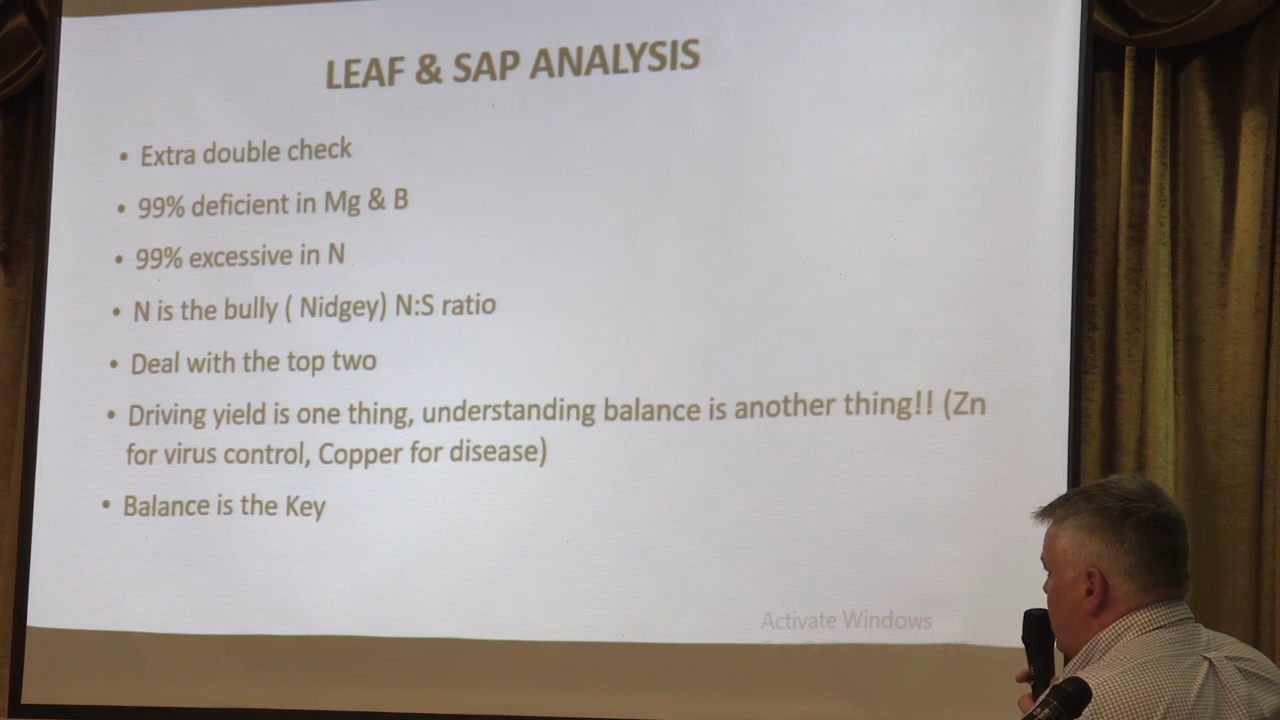 LEAF & SAP ANALYSIS
• Extra double check
• 99% deficient in Mg & B
• 99% excessive in N
• N is the bully ( Nidgey) N:S ratio
• Deal with the top two
• Driving yield is one thing, understanding balance is another thing!! (Zn
for virus control, Copper for disease)
• Balance is the Key
Activate Windows